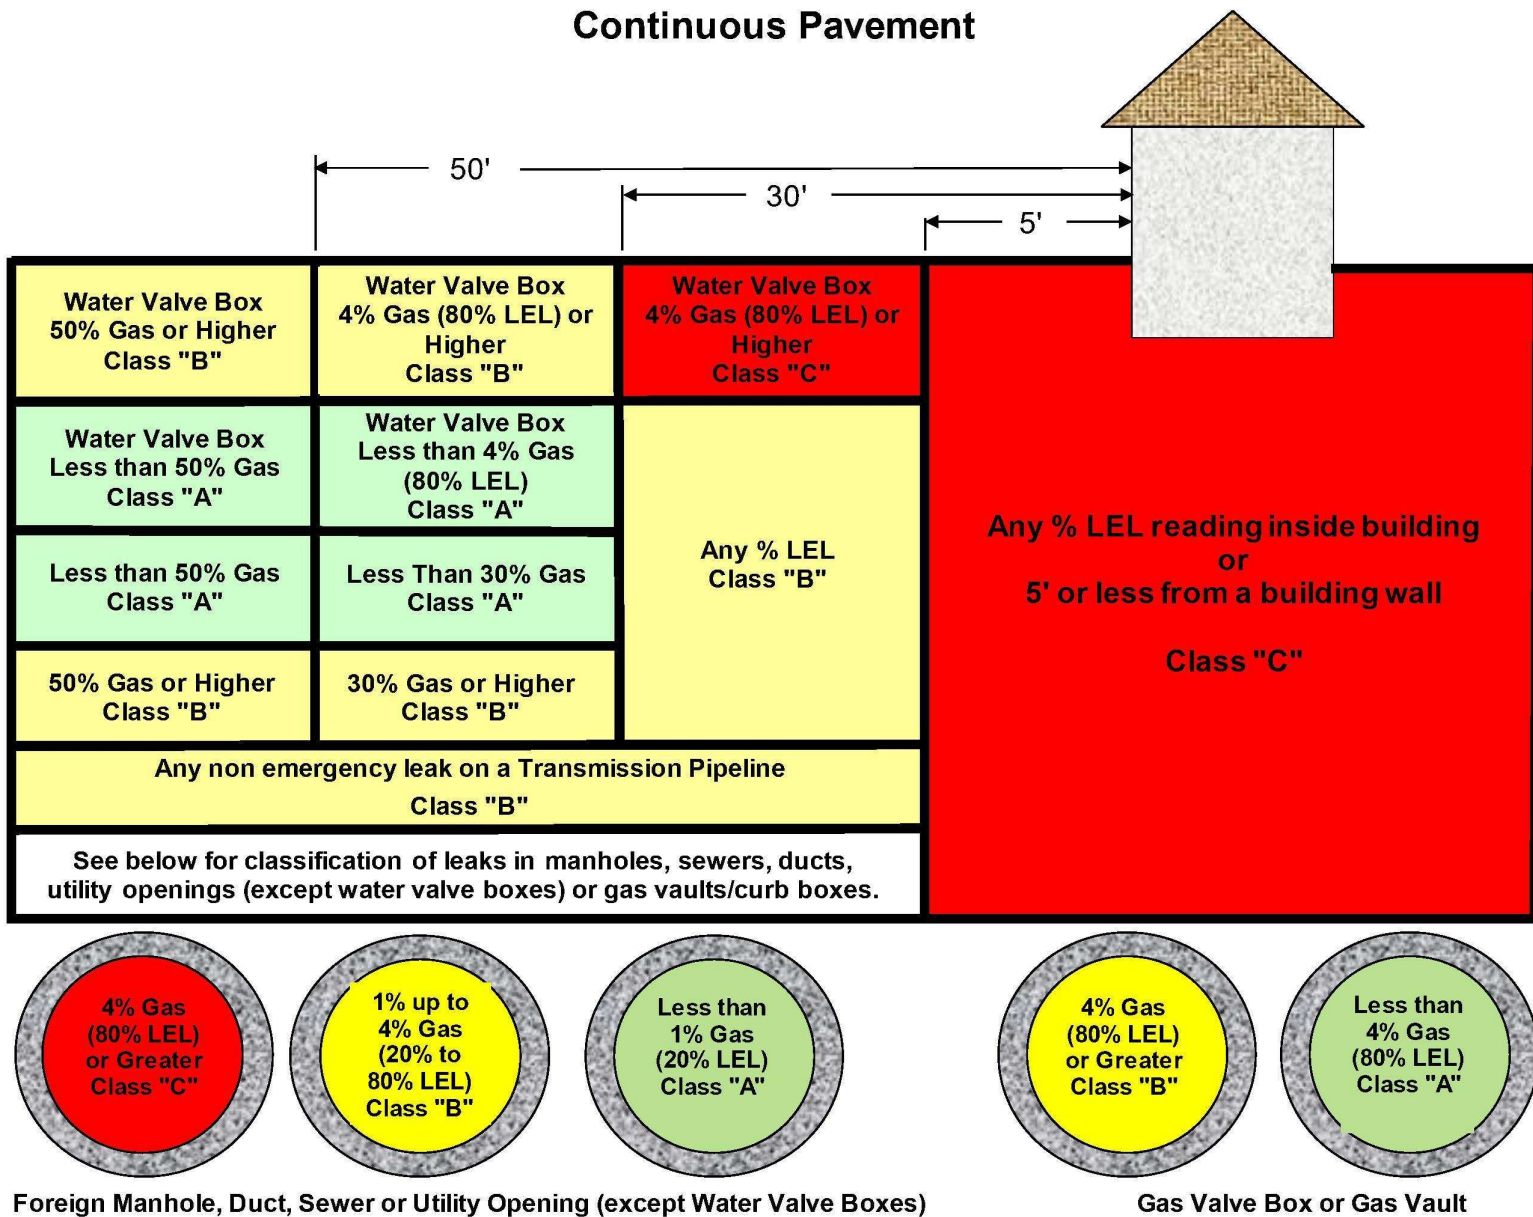 Continuous Pavement
50'
30'
5'
Water Valve Box
50% Gas or Higher
Class "B"
Water Valve Box
4% Gas (80% LEL) or
Higher
Class "B"
Water Valve Box
4% Gas (80% LEL) or
Higher
Class "C"
Water Valve Box
Less than 50% Gas
Class "A"
Water Valve Box
Less than 4% Gas
(80% LEL)
Class "A"
Any % LEL
Class "B"
Any % LEL reading inside building
or
5' or less from a building wall
Class "C"
Less than 50% Gas
Class "A"
Less Than 30% Gas
Class "A"
50% Gas or Higher
Class "B"
30% Gas or Higher
Class "B"
Any non emergency leak on a Transmission Pipeline
Class "B"
See below for classification of leaks in manholes, sewers, ducts,
utility openings (except water valve boxes) or gas vaults/curb boxes.
4% Gas
(80% LEL)
or Greater
Class "C"
1% up to
4% Gas
(20% to
80% LEL)
Class "B"
Less than
1% Gas
(20% LEL)
Class "A"
4% Gas
(80% LEL)
or Greater
Class "B"
Less than
4% Gas
(80% LEL)
Class "A"
Foreign Manhole, Duct, Sewer or Utility Opening (except Water Valve Boxes)
Gas Valve Box or Gas Vault